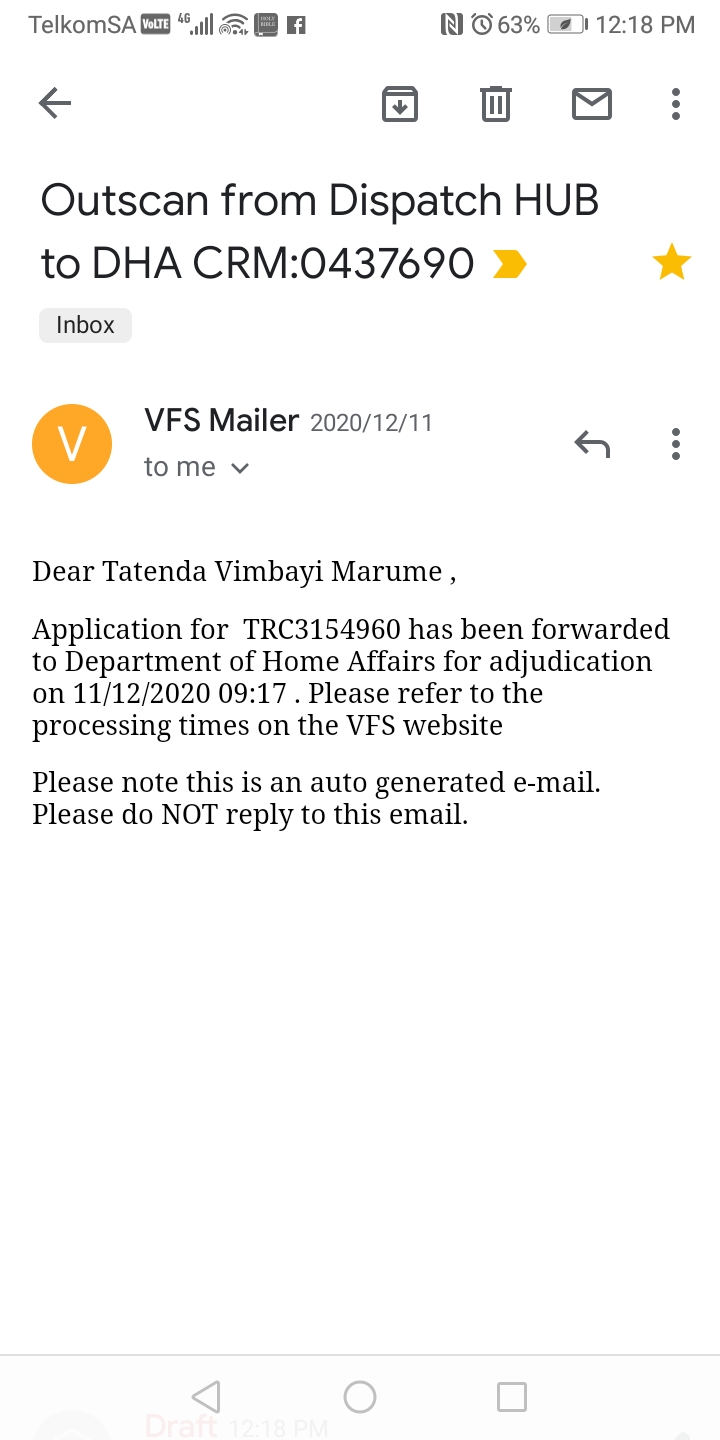 TelkomSA VoLTE 4G 63% 12:18 PM
HOLY BIBLE
Outscan from Dispatch HUB
to DHA CRM:0437690
Inbox
V
VFS Mailer 2020/12/11
to me
Dear Tatenda Vimbayi Marume ,
Application for  TRC3154960 has been forwarded
to Department of Home Affairs for adjudication
on 11/12/2020 09:17 . Please refer to the
processing times on the VFS website
Please note this is an auto generated e-mail.
Please do NOT reply to this email.
Draft 12:18 PM